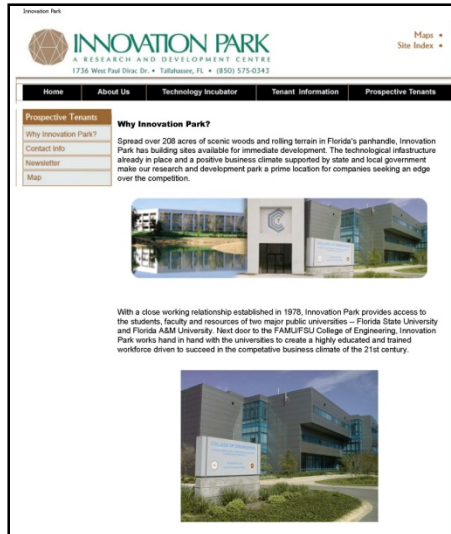 Innovation Park
INNOVATION PARK
A RESEARCH AND DEVELOPMENT CENTRE
1736 West Paul Dirac Dr. • Tallahassee, FL • (850) 575-0343
Maps •
Site Index •
Home About Us Technology Incubator Tenant Information Prospective Tenants
Prospective Tenants
Why Innovation Park?
Contact Info
Newsletter
Map
Why Innovation Park?
Spread over 208 acres of scenic woods and rolling terrain in Florida's panhandle, Innovation
Park has building sites available for immediate development. The technological infrastructure
already in place and a positive business climate supported by state and local government
make our research and development park a prime location for companies seeking an edge
over the competition.
With a close working relationship established in 1978, Innovation Park provides access to
the students, faculty and resources of two major public universities -- Florida State University
and Florida A&M University. Next door to the FAMU/FSU College of Engineering, Innovation
Park works hand in hand with the universities to create a highly educated and trained
workforce driven to succeed in the competative business climate of the 21st century.
COLLEGE OF ENGINEERING